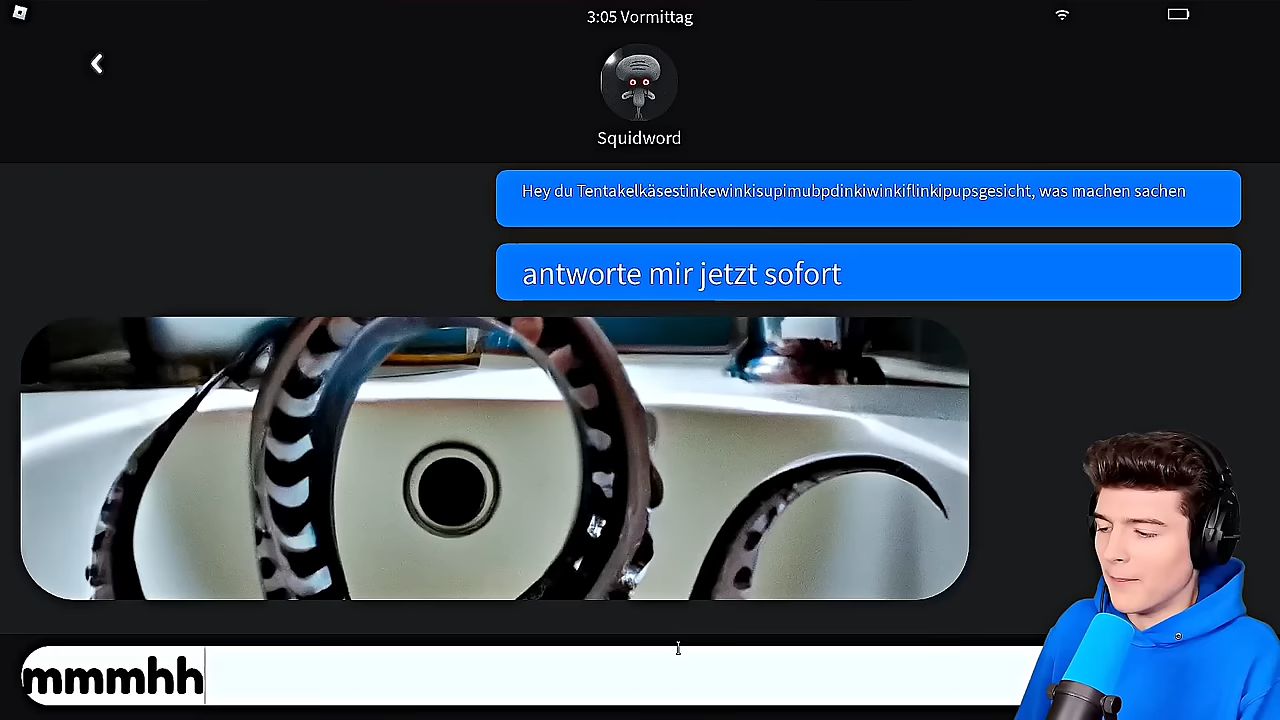 3:05 Vormittag
Squidword
Hey du Tentakelkäsestinkewinkisupimubpdinkiwinkiflinkipupsgesicht, was machen sachen
antworte mir jetzt sofort
mmmhh